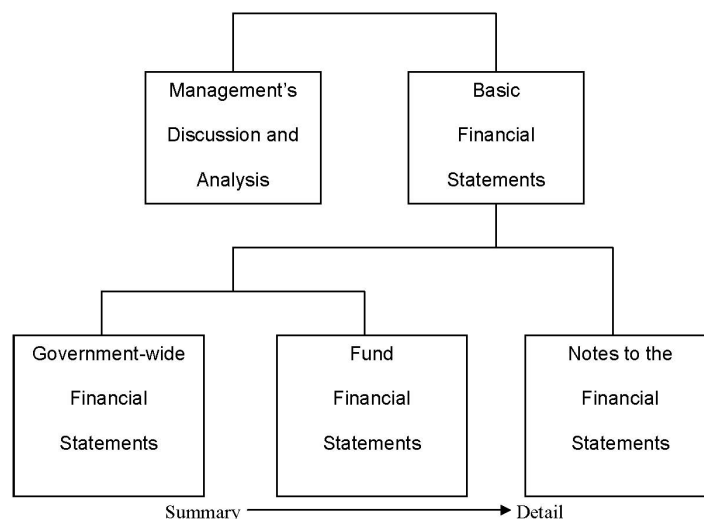 Management's
Discussion and
Analysis
Basic
Financial
Statements
Government-wide
Financial
Statements
Fund
Financial
Statements
Notes to the
Financial
Statements
Summary
Detail